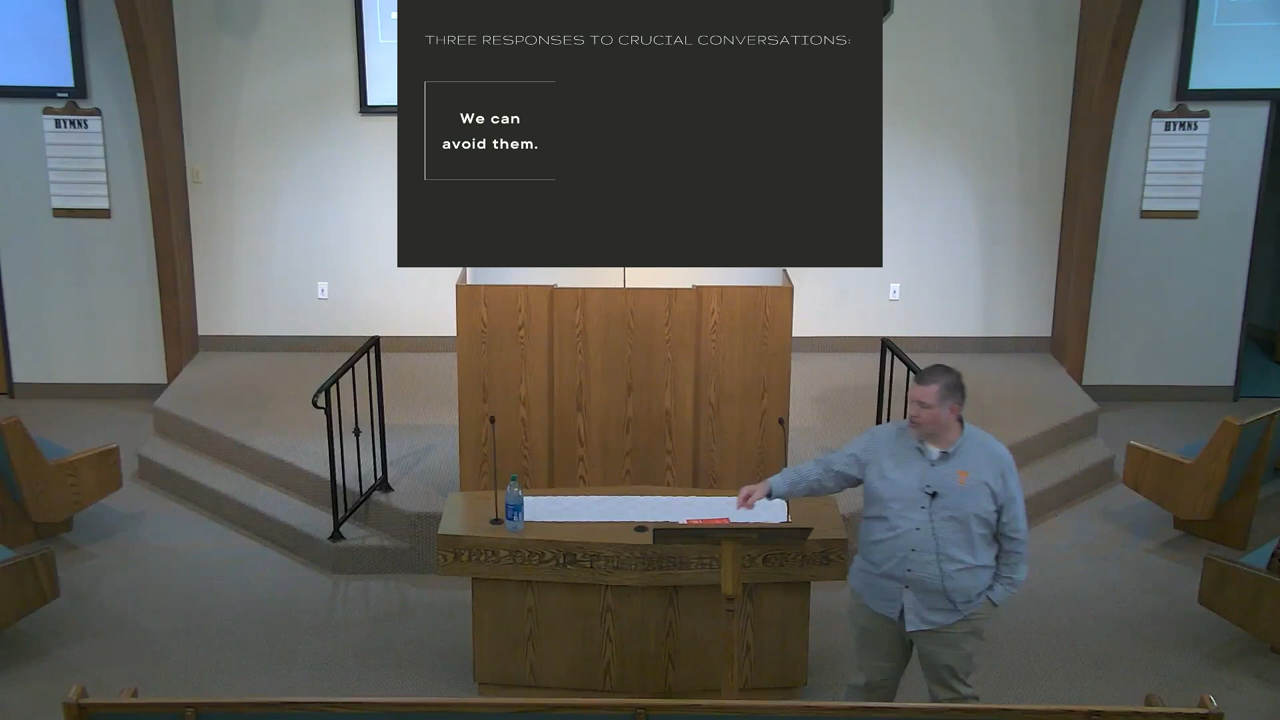 THREE RESPONSES TO CRUCIAL CONVERSATIONS:
We can
avoid them.
HYMNS
HYMNS